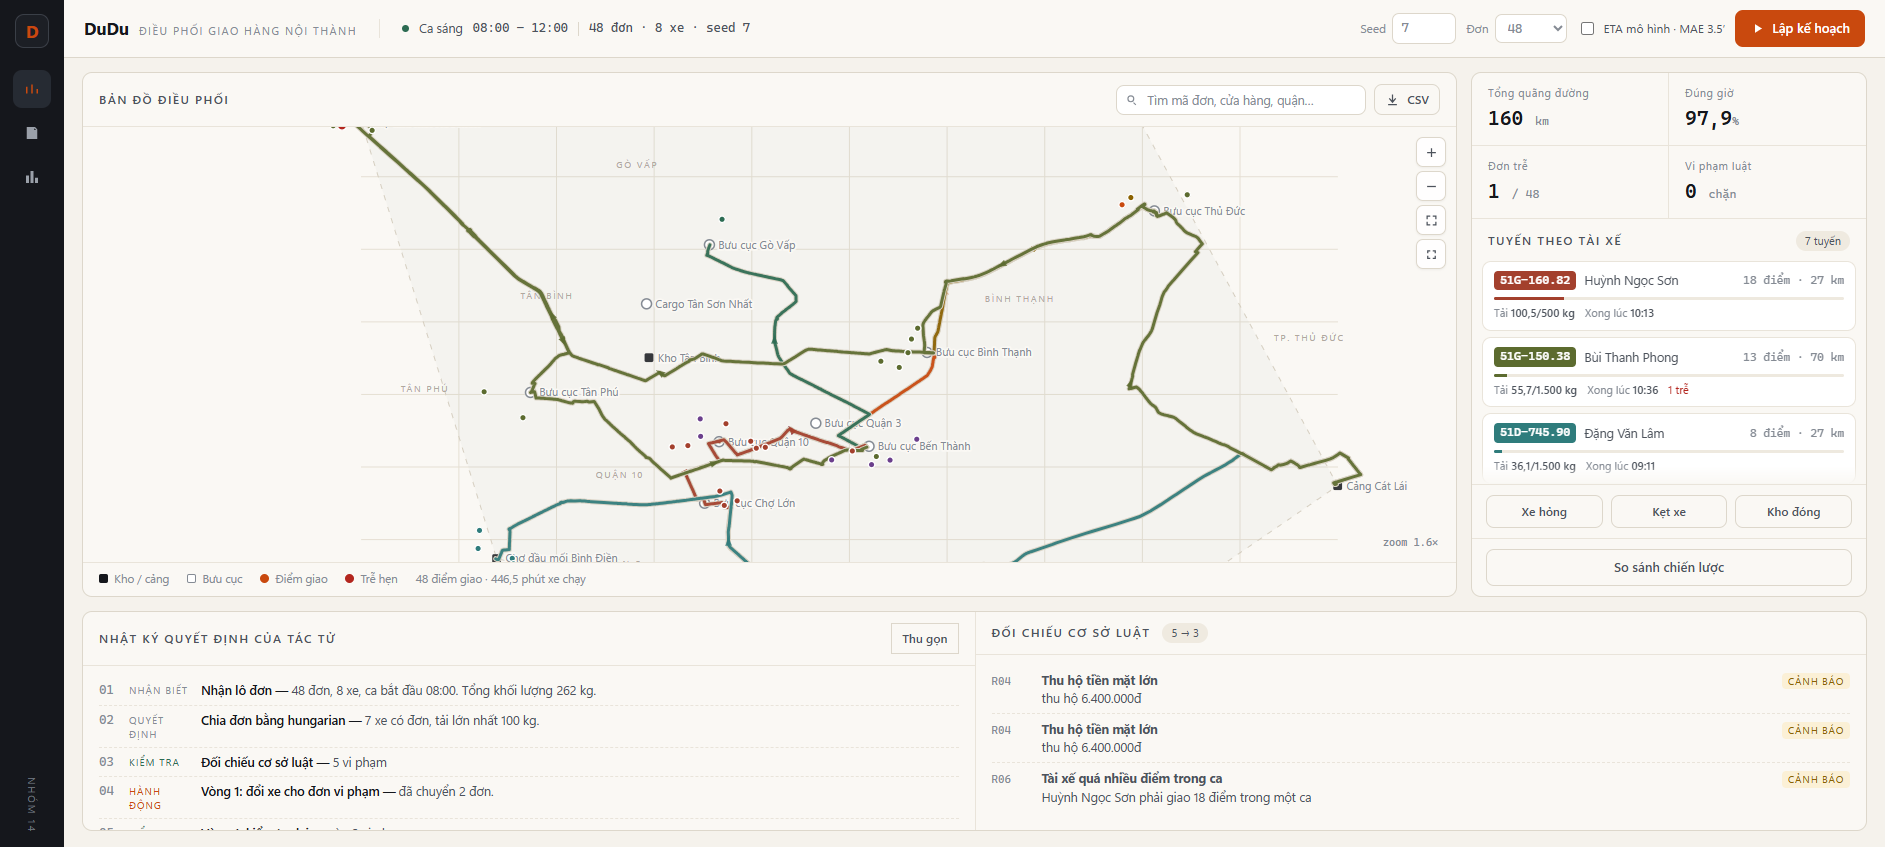 D
DuDu ĐIỀU PHỐI GIAO HÀNG NỘI THÀNH
Ca sáng 08:00 – 12:00 | 48 đơn · 8 xe · seed 7
Seed 7 Đơn 48 ETA mô hình · MAE 3.5′ Lập kế hoạch
BẢN ĐỒ ĐIỀU PHỐI
Tìm mã đơn, cửa hàng, quận...
CSV
GÒ VẤP
Bưu cục Thủ Đức
Bưu cục Gò Vấp
TÂN BÌNH
Cargo Tân Sơn Nhất
BÌNH THẠNH
TP. THỦ ĐỨC
Kho Tân Bình
Bưu cục Bình Thạnh
TÂN PHÚ
Bưu cục Tân Phú
Bưu cục Quận 3
Bưu cục Quận 10
Bưu cục Bến Thành
QUẬN 10
Cảng Cát Lái
Bưu cục Chợ Lớn
Chợ đầu mối Bình Điền
+
−
zoom 1.6×
Kho / cảng Bưu cục Điểm giao Trễ hẹn 48 điểm giao · 446,5 phút xe chạy
Tổng quãng đường
160 km
Đúng giờ
97,9%
Đơn trễ
1 / 48
Vi phạm luật
0 chặn
TUYẾN THEO TÀI XẾ 7 tuyến
51G-160.82 Huỳnh Ngọc Sơn 18 điểm · 27 km
Tải 100,5/500 kg Xong lúc 10:13
51G-150.38 Bùi Thanh Phong 13 điểm · 70 km
Tải 55,7/1.500 kg Xong lúc 10:36 1 trễ
51D-745.90 Đặng Văn Lâm 8 điểm · 27 km
Tải 36,1/1.500 kg Xong lúc 09:11
Xe hỏng Kẹt xe Kho đóng
So sánh chiến lược
NHẬT KÝ QUYẾT ĐỊNH CỦA TÁC TỬ Thu gọn
01 NHẬN BIẾT Nhận lô đơn — 48 đơn, 8 xe, ca bắt đầu 08:00. Tổng khối lượng 262 kg.
02 QUYẾT ĐỊNH Chia đơn bằng hungarian — 7 xe có đơn, tải lớn nhất 100 kg.
03 KIỂM TRA Đối chiếu cơ sở luật — 5 vi phạm
04 HÀNH ĐỘNG Vòng 1: đổi xe cho đơn vi phạm — đã chuyển 2 đơn.
ĐỐI CHIẾU CƠ SỞ LUẬT 5 → 3
R04 Thu hộ tiền mặt lớn CẢNH BÁO
thu hộ 6.400.000đ
R04 Thu hộ tiền mặt lớn CẢNH BÁO
thu hộ 6.400.000đ
R06 Tài xế quá nhiều điểm trong ca CẢNH BÁO
Huỳnh Ngọc Sơn phải giao 18 điểm trong một ca
NHÓM 14